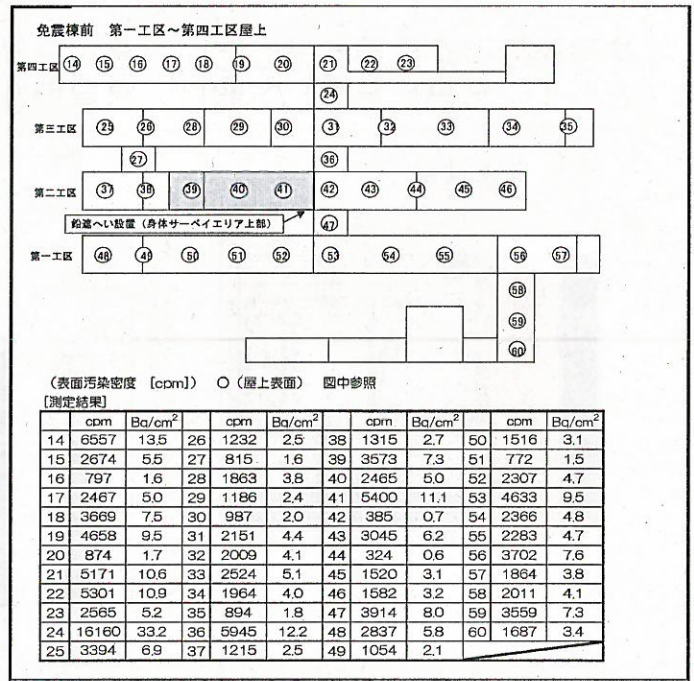 免震棟前 第一工区～第四工区屋上
第四工区 ⑭ ⑮ ⑯ ⑰ ⑱ ⑲ ⑳ ㉑ ㉒ ㉓
㉔
第三工区 ㉕ ㉖ ㉘ ㉙ ㉚ ㉛ ㉜ ㉝ ㉞ ㉟
㉗ ㊱
第二工区 ㊲ ㊳ ㊴ ㊵ ㊶ ㊷ ㊸ ㊹ ㊺ ㊻
鉛遮へい設置（身体サーベイエリア上部） ㊼
第一工区 ㊽ ㊾ ㊿ 51 52 53 54 55 56 57
58
59
60
（表面汚染密度 [cpm]） ○（屋上表面） 図中参照
[測定結果]
cpm Bq/cm² cpm Bq/cm² cpm Bq/cm² cpm Bq/cm²
14 6557 13.5 26 1232 2.5 38 1315 2.7 50 1516 3.1
15 2674 5.5 27 815 1.6 39 3573 7.3 51 772 1.5
16 797 1.6 28 1863 3.8 40 2465 5.0 52 2307 4.7
17 2467 5.0 29 1186 2.4 41 5400 11.1 53 4633 9.5
18 3669 7.5 30 987 2.0 42 385 0.7 54 2366 4.8
19 4658 9.5 31 2151 4.4 43 3045 6.2 55 2283 4.7
20 874 1.7 32 2009 4.1 44 324 0.6 56 3702 7.6
21 5171 10.6 33 2524 5.1 45 1520 3.1 57 1864 3.8
22 5301 10.9 34 1964 4.0 46 1582 3.2 58 2011 4.1
23 2565 5.2 35 894 1.8 47 3914 8.0 59 3559 7.3
24 16160 33.2 36 5945 12.2 48 2837 5.8 60 1687 3.4
25 3394 6.9 37 1215 2.5 49 1054 2.1